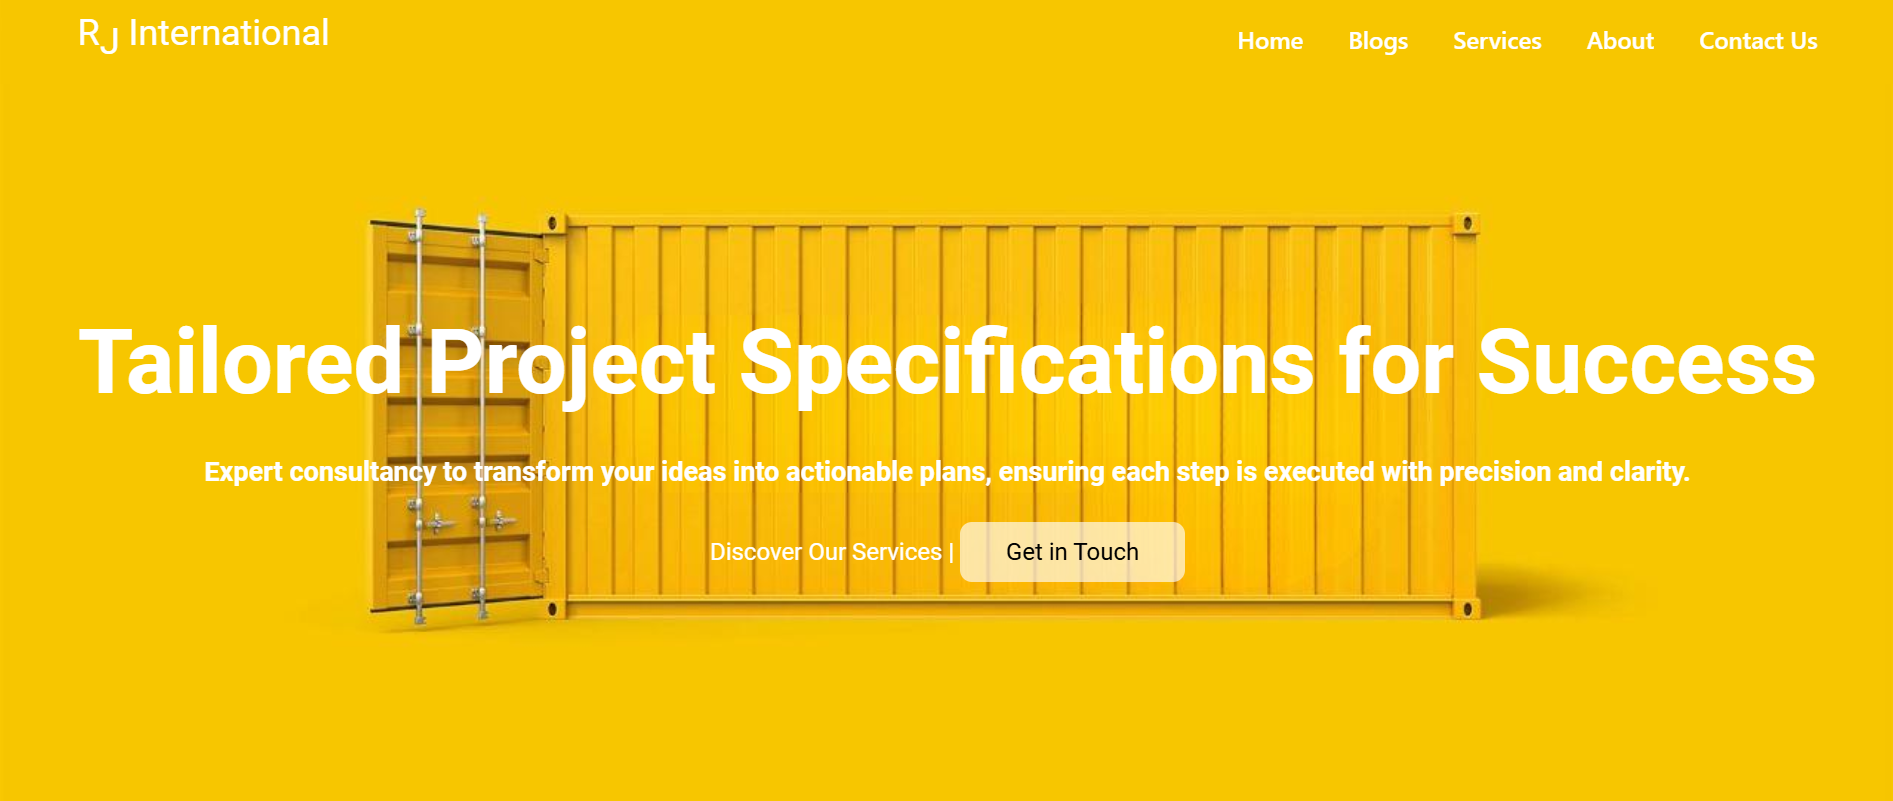 RJ International
Home Blogs Services About Contact Us
Tailored Project Specifications for Success
Expert consultancy to transform your ideas into actionable plans, ensuring each step is executed with precision and clarity.
Discover Our Services | Get in Touch